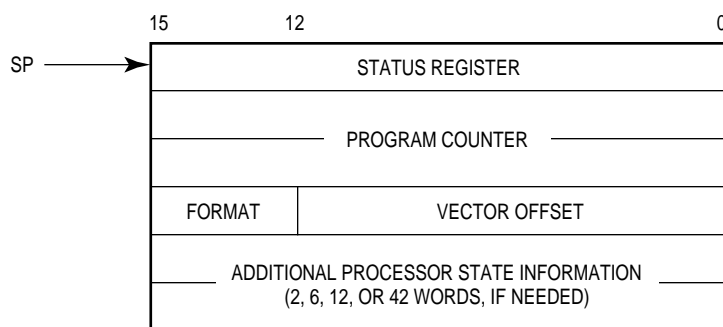 15 12 0
SP STATUS REGISTER
PROGRAM COUNTER
FORMAT VECTOR OFFSET
ADDITIONAL PROCESSOR STATE INFORMATION
(2, 6, 12, OR 42 WORDS, IF NEEDED)